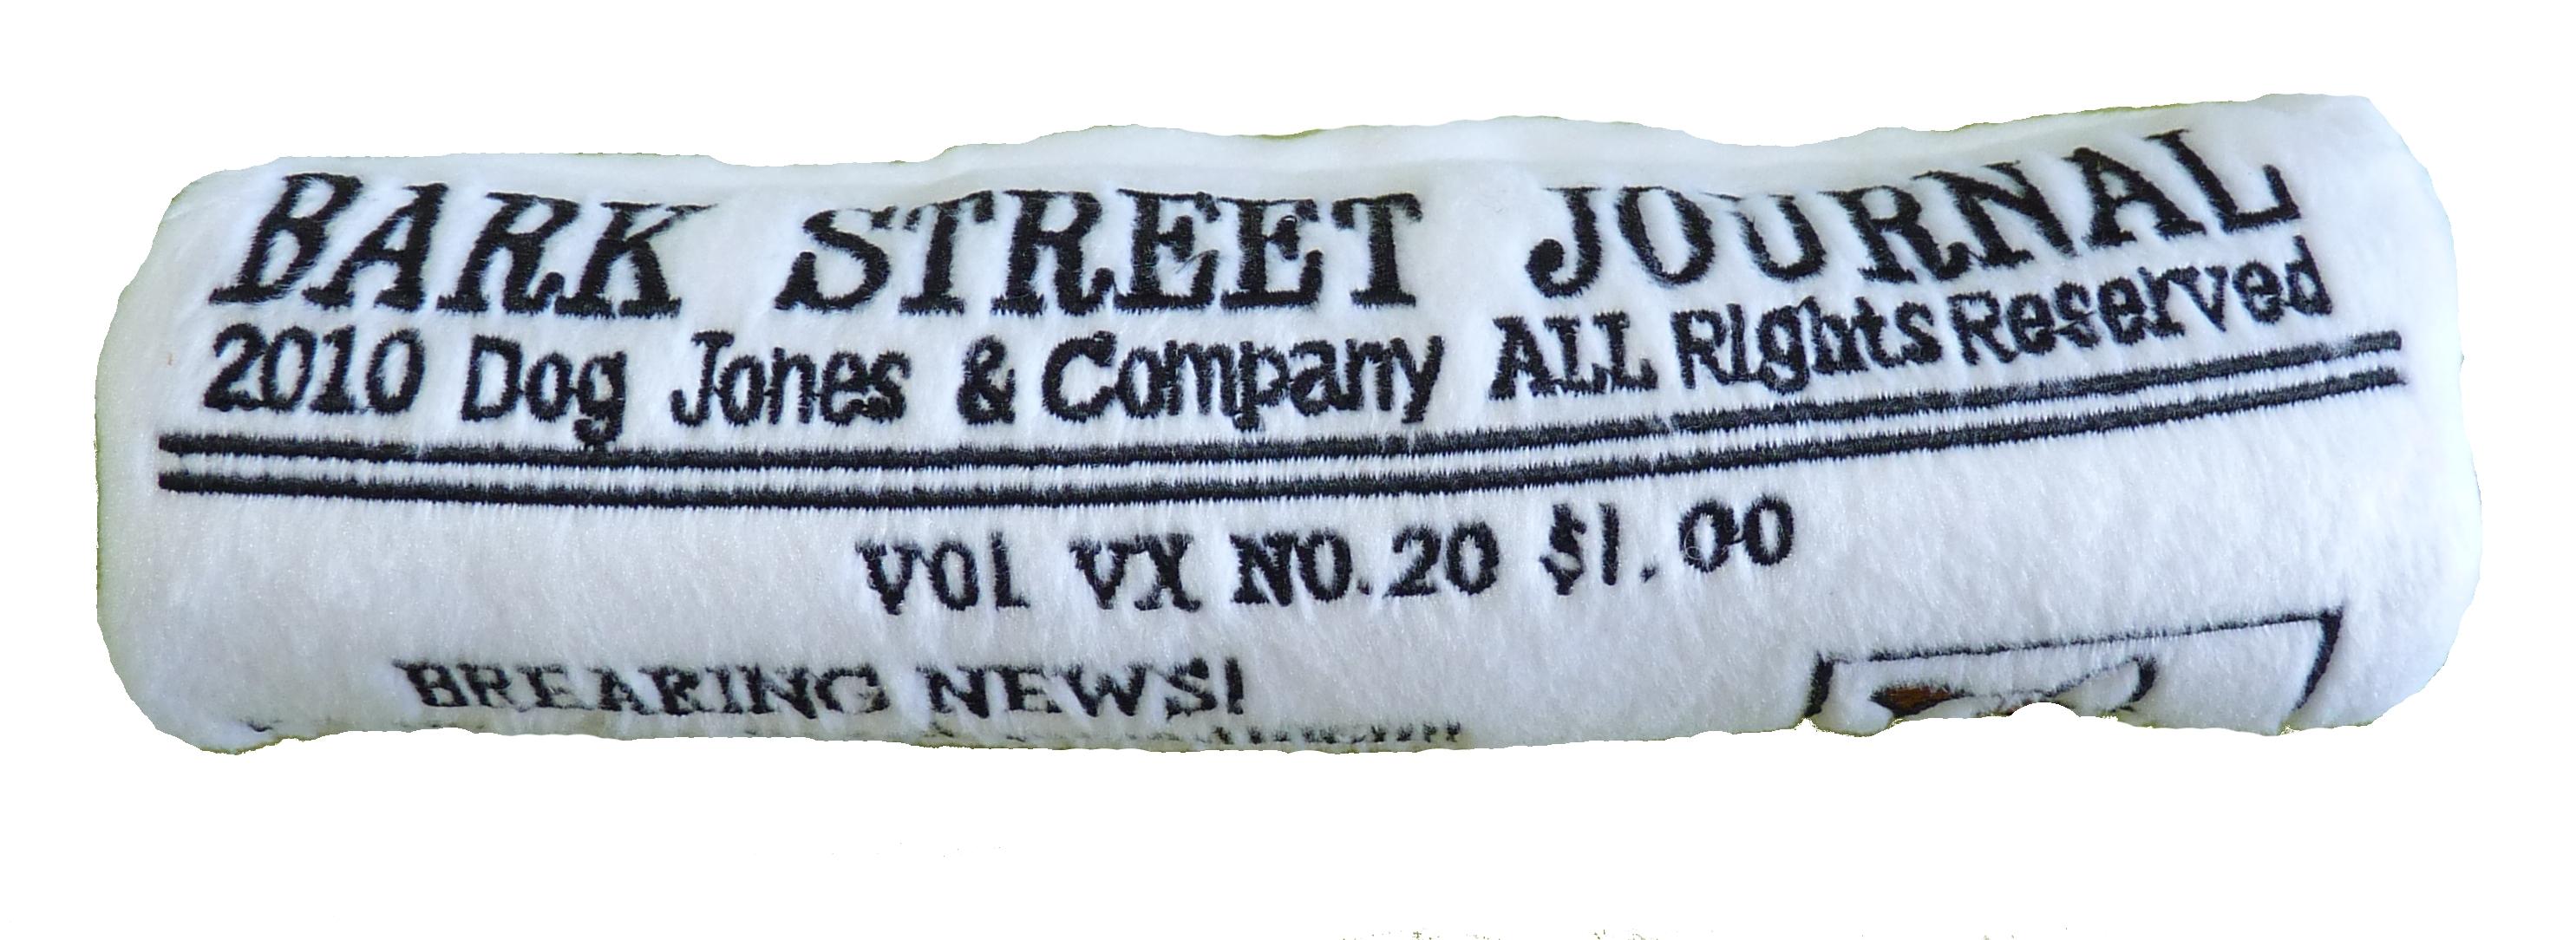 BARK STREET JOURNAL
2010 Dog Jones & Company ALL Rights Reserved
VOl VX NO.20 $1.00
BREAKING NEWS!